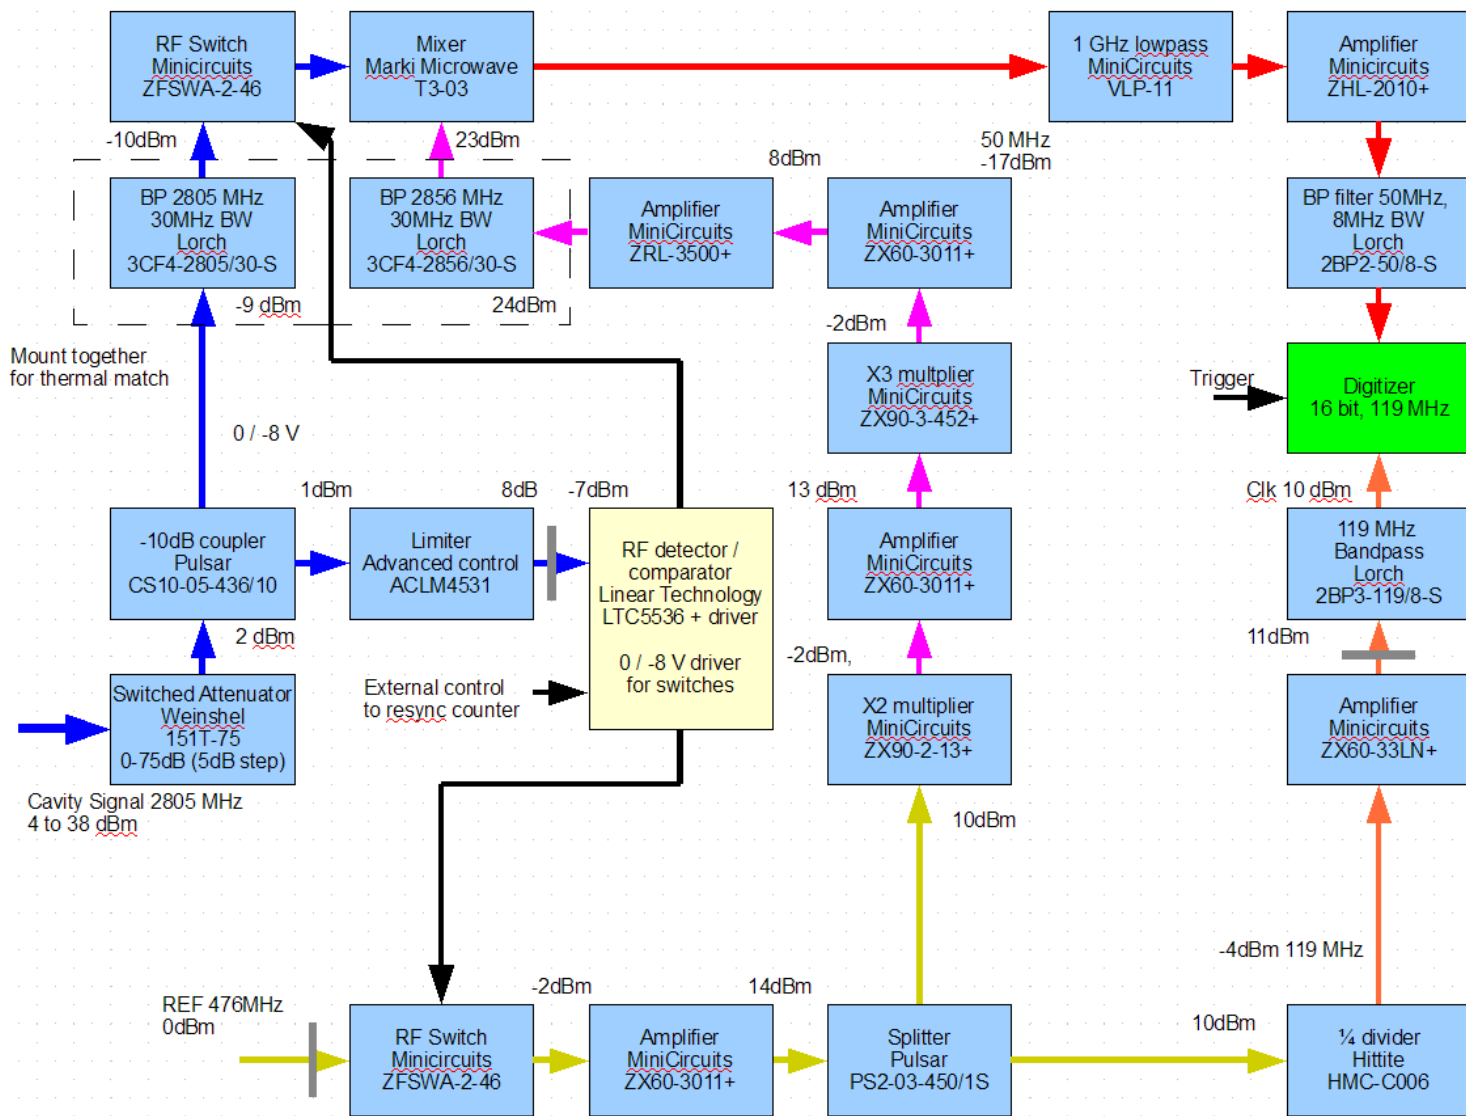 RF Switch
Minicircuits
ZFSWA-2-46
Mixer
Marki Microwave
T3-03
1 GHz lowpass
MiniCircuits
VLP-11
Amplifier
Minicircuits
ZHL-2010+
-10dBm
23dBm
8dBm
50 MHz
-17dBm
BP 2805 MHz
30MHz BW
Lorch
3CF4-2805/30-S
BP 2856 MHz
30MHz BW
Lorch
3CF4-2856/30-S
Amplifier
MiniCircuits
ZRL-3500+
Amplifier
MiniCircuits
ZX60-3011+
BP filter 50MHz,
8MHz BW
Lorch
2BP2-50/8-S
-9 dBm
24dBm
-2dBm
Mount together
for thermal match
X3 multplier
MiniCircuits
ZX90-3-452+
Trigger
Digitizer
16 bit, 119 MHz
0 / -8 V
1dBm
8dB
-7dBm
13 dBm
Clk 10 dBm
-10dB coupler
Pulsar
CS10-05-436/10
Limiter
Advanced control
ACLM4531
RF detector /
comparator
Linear Technology
LTC5536 + driver
0 / -8 V driver
for switches
Amplifier
MiniCircuits
ZX60-3011+
119 MHz
Bandpass
Lorch
2BP3-119/8-S
2 dBm
-2dBm,
11dBm
Switched Attenuator
Weinshel
151T-75
0-75dB (5dB step)
External control
to resync counter
X2 multiplier
MiniCircuits
ZX90-2-13+
Amplifier
Minicircuits
ZX60-33LN+
Cavity Signal 2805 MHz
4 to 38 dBm
10dBm
-4dBm 119 MHz
REF 476MHz
0dBm
-2dBm
14dBm
10dBm
RF Switch
Minicircuits
ZFSWA-2-46
Amplifier
MiniCircuits
ZX60-3011+
Splitter
Pulsar
PS2-03-450/1S
¼ divider
Hittite
HMC-C006